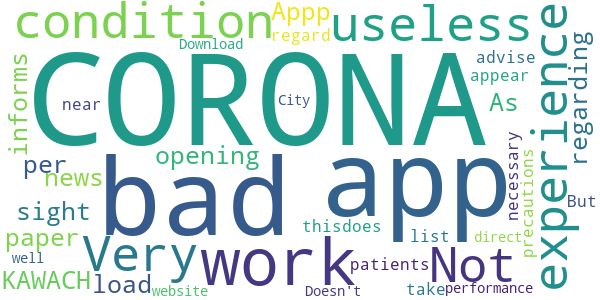 condition
Appp
regard
useless
experience
Download
CORONA
informs
near
City
advise
appear
regarding
As
per
news
opening
bad
app
necessary
precautions
sight
thisdoes
But
paper
well
Very
work
list
Not
direct
KAWACH
load
website
patients
Doesn't
take
performance